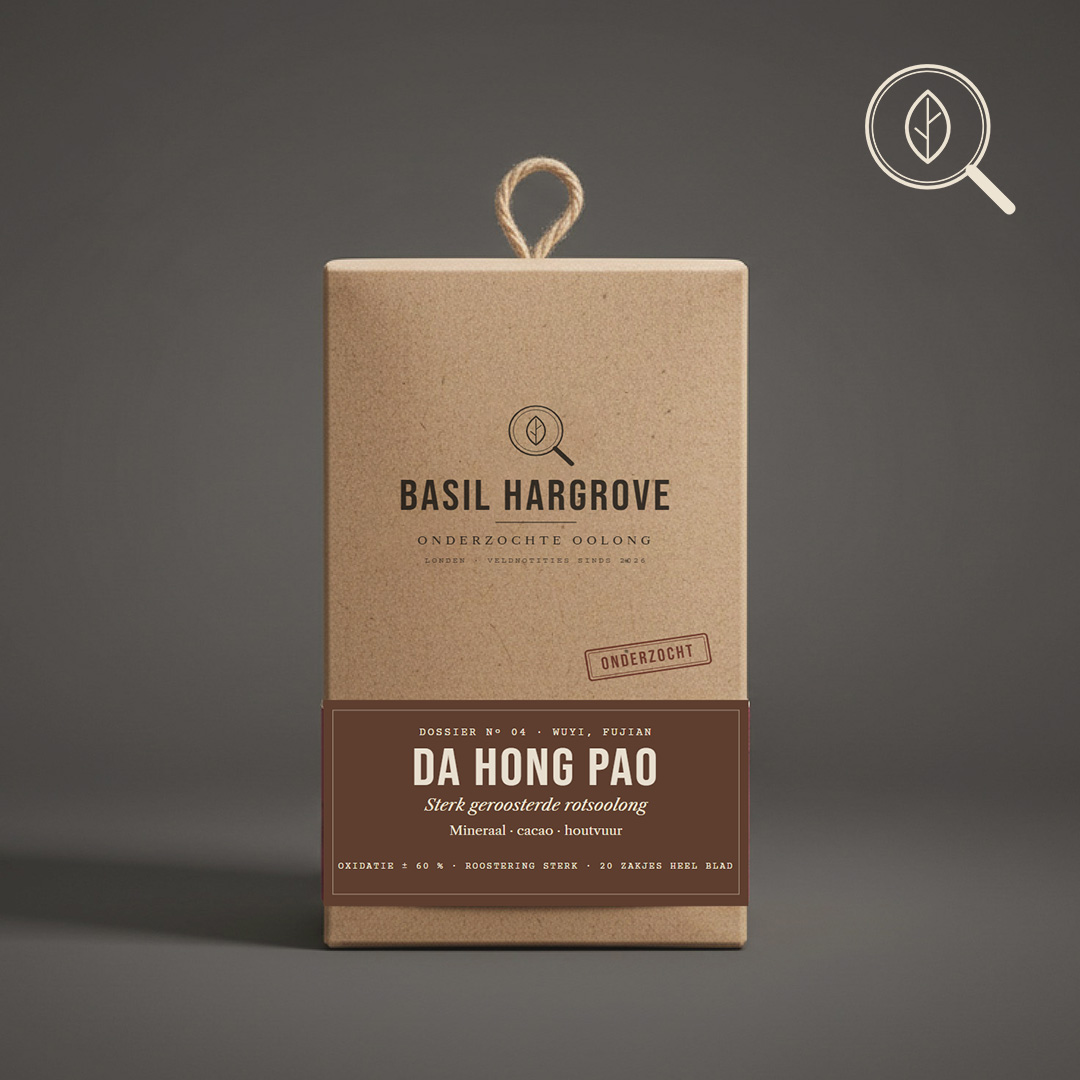 BASIL HARGROVE
ONDERZOCHTE OOLONG
LONDEN · VELDNOTITIES SINDS 2026
ONDERZOCHT
DOSSIER Nº 04 · WUYI, FUJIAN
DA HONG PAO
Sterk geroosterde rotsoolong
Mineraal · cacao · houtvuur
OXIDATIE ± 60 % · ROOSTERING STERK · 20 ZAKJES HEEL BLAD